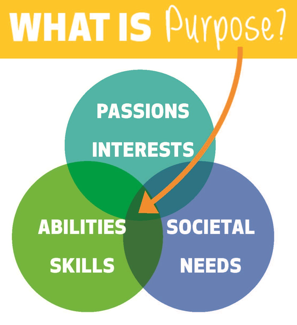 WHAT IS Purpose?
PASSIONS
INTERESTS
ABILITIES
SKILLS
SOCIETAL
NEEDS